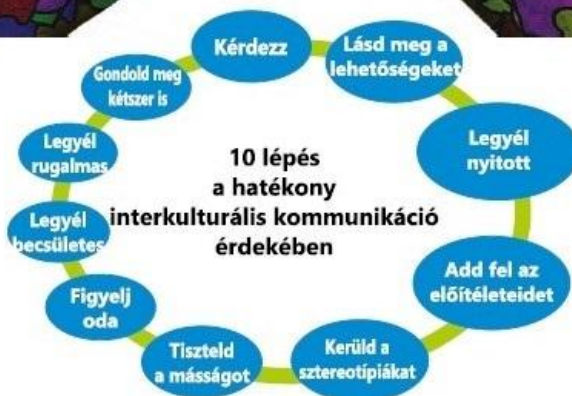 10 lépés
a hatékony
interkulturális kommunikáció
érdekében
Kérdezz
Lásd meg a
lehetőségeket
Legyél
nyitott
Add fel az
előítéleteidet
Kerüld a
sztereotípiákat
Tiszteld
a másságot
Figyelj
oda
Legyél
becsületes
Legyél
rugalmas
Gondold meg
kétszer is